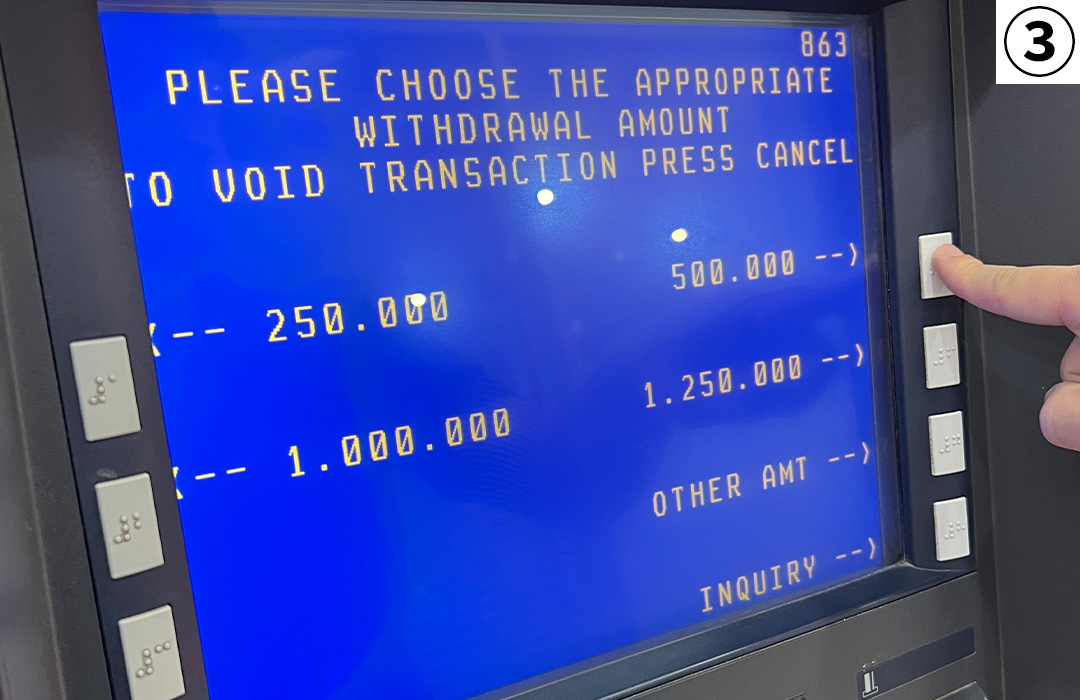 3
863
PLEASE CHOOSE THE APPROPRIATE
WITHDRAWAL AMOUNT
TO VOID TRANSACTION PRESS CANCEL
500.000 -->
<-- 250.000
1.250.000 -->
<-- 1.000.000
OTHER AMT -->
INQUIRY -->